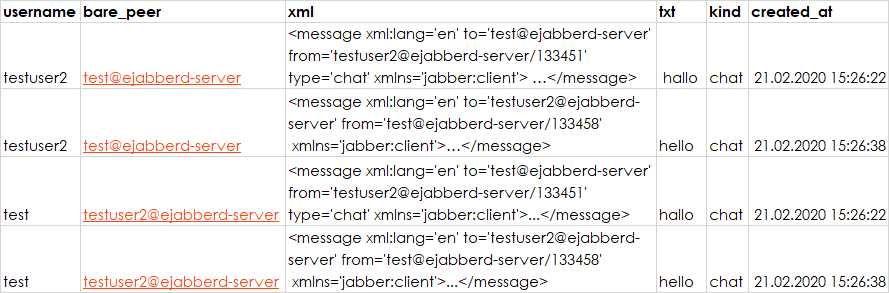 username bare_peer xml txt kind created_at
<message xml:lang='en' to='test@ejabberd-server'
from='testuser2@ejabberd-server/133451'
testuser2 test@ejabberd-server type='chat' xmlns='jabber:client'> ...</message> hallo chat 21.02.2020 15:26:22
<message xml:lang='en' to='testuser2@ejabberd-
server' from='test@ejabberd-server/133458'
testuser2 test@ejabberd-server xmlns='jabber:client'>...</message> hello chat 21.02.2020 15:26:38
<message xml:lang='en' to='test@ejabberd-server'
from='testuser2@ejabberd-server/133451'
test testuser2@ejabberd-server type='chat' xmlns='jabber:client'>...</message> hallo chat 21.02.2020 15:26:22
<message xml:lang='en' to='testuser2@ejabberd-
server' from='test@ejabberd-server/133458'
test testuser2@ejabberd-server xmlns='jabber:client'>...</message> hello chat 21.02.2020 15:26:38